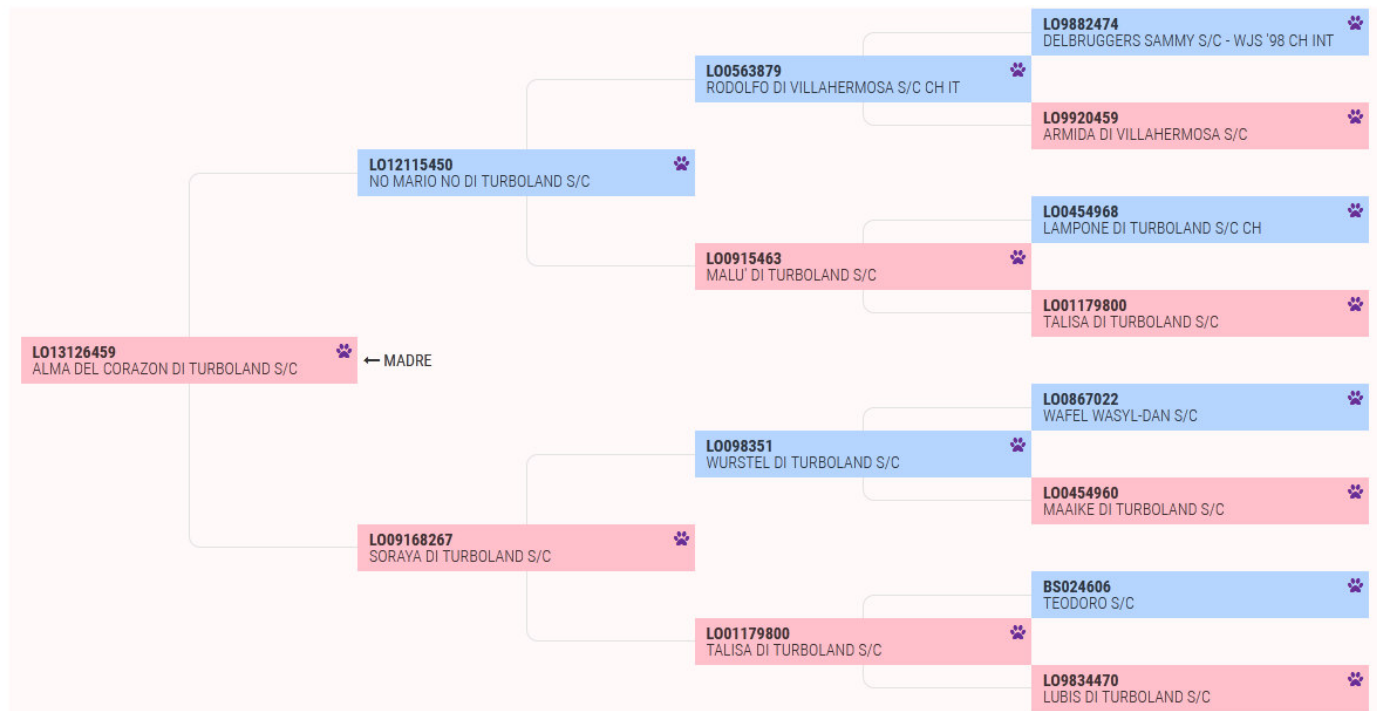 LO9882474
DELBRUGGERS SAMMY S/C - WJS '98 CH INT
LO0563879
RODOLFO DI VILLAHERMOSA S/C CH IT
LO9920459
ARMIDA DI VILLAHERMOSA S/C
LO12115450
NO MARIO NO DI TURBOLAND S/C
LO0454968
LAMPONE DI TURBOLAND S/C CH
LO0915463
MALU' DI TURBOLAND S/C
LO01179800
TALISA DI TURBOLAND S/C
LO13126459
ALMA DEL CORAZON DI TURBOLAND S/C
← MADRE
LO0867022
WAFEL WASYL-DAN S/C
LO098351
WURSTEL DI TURBOLAND S/C
LO0454960
MAAIKE DI TURBOLAND S/C
LO09168267
SORAYA DI TURBOLAND S/C
BS024606
TEODORO S/C
LO01179800
TALISA DI TURBOLAND S/C
LO9834470
LUBIS DI TURBOLAND S/C